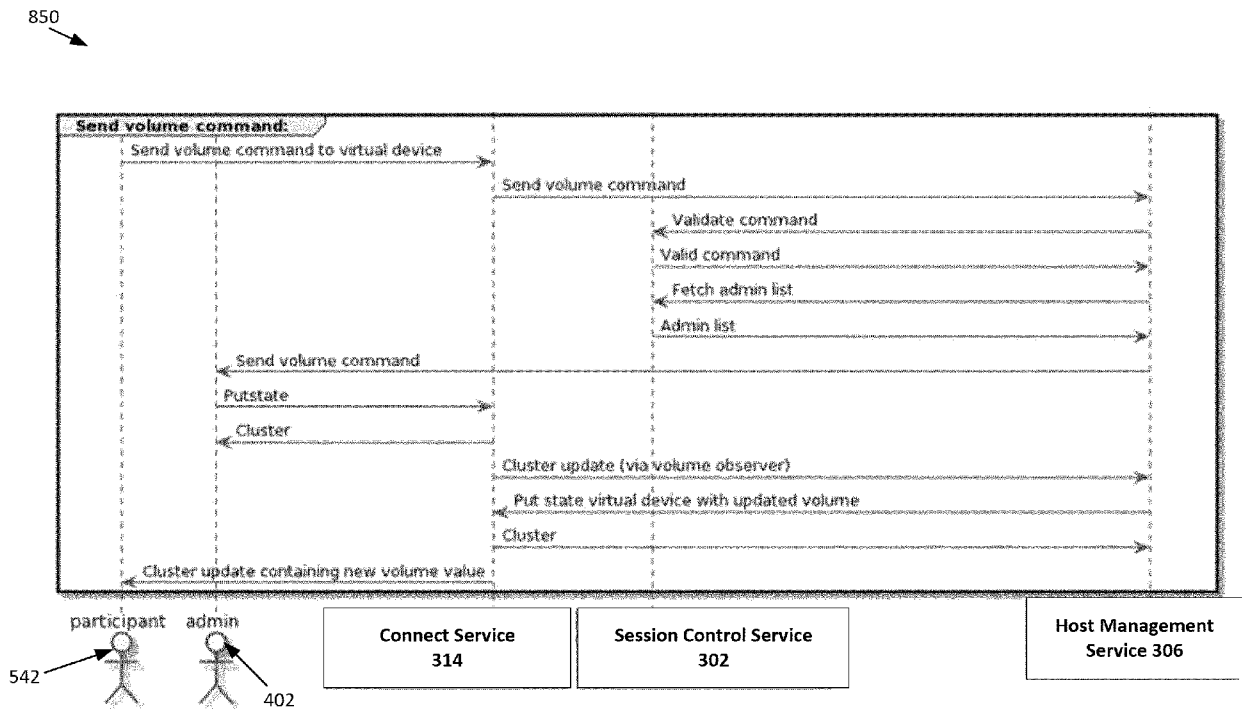 850
Send volume command:
Send volume command to virtual device
Send volume command
Validate command
Valid command
Fetch admin list
Admin list
Send volume command
Putstate
Cluster
Cluster update (via volume observer)
Put state virtual device with updated volume
Cluster
Cluster update containing new volume value
participant
admin
Connect Service
314
Session Control Service
302
Host Management
Service 306
542
402